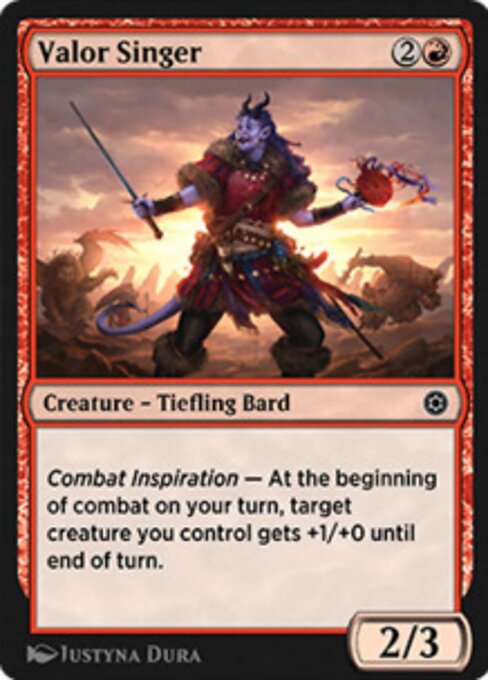 Valor Singer 2
Creature – Tiefling Bard
Combat Inspiration — At the beginning
of combat on your turn, target
creature you control gets +1/+0 until
end of turn.
2/3
Justyna Dura